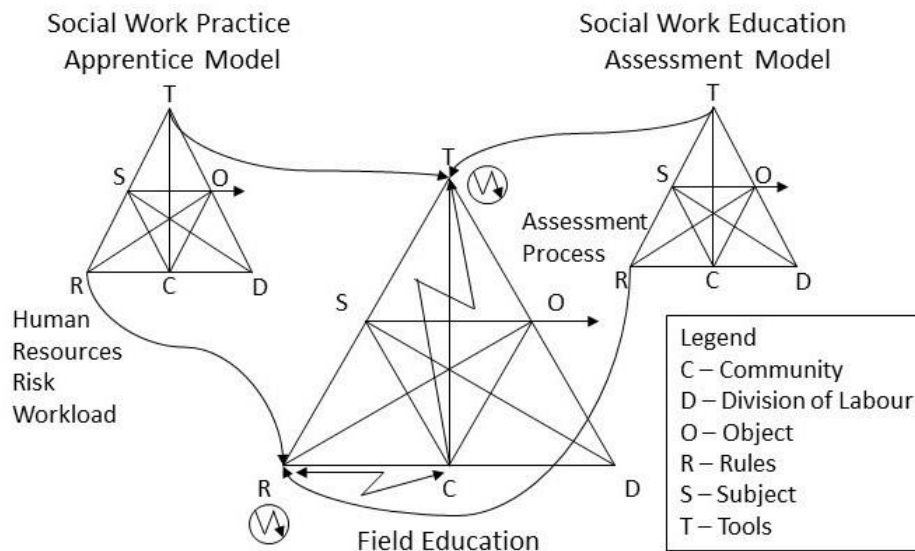 Social Work Practice
Apprentice Model
T
S
O
R
C
D
Human
Resources
Risk
Workload
Social Work Education
Assessment Model
T
S
O
R
C
D
T
Assessment
Process
S
O
R
C
D
Field Education
Legend
C – Community
D – Division of Labour
O – Object
R – Rules
S – Subject
T – Tools